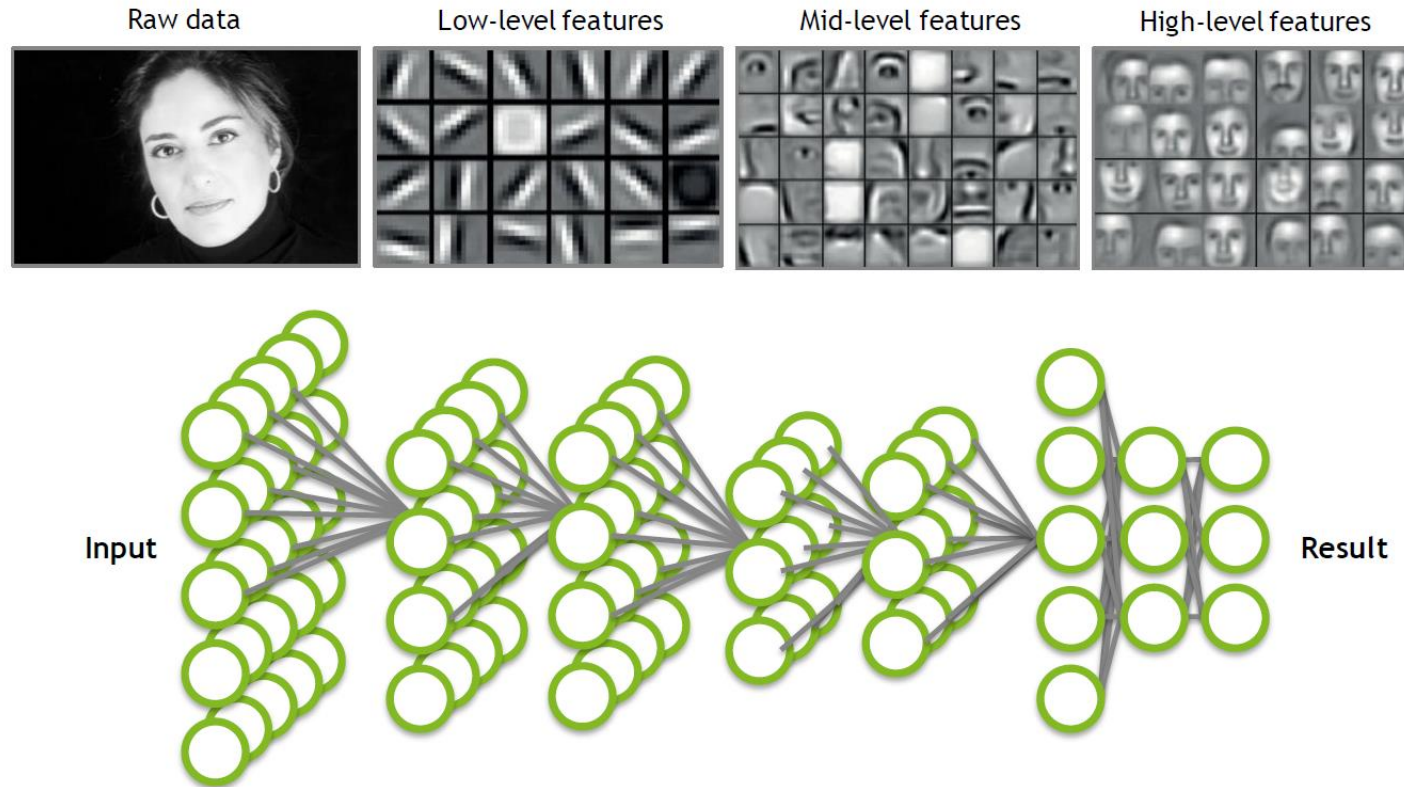 Raw data
Low-level features
Mid-level features
High-level features
Input
Result